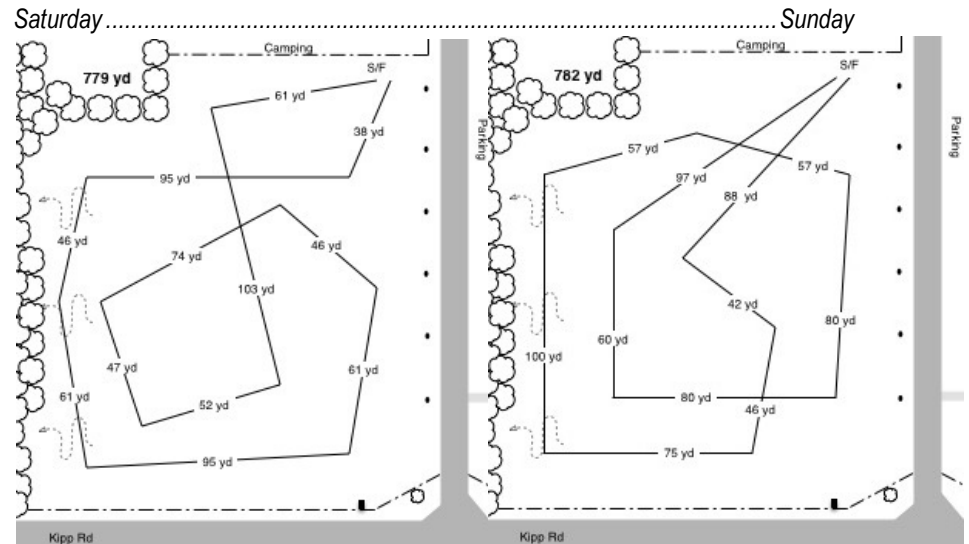 Saturday.......................................................................................Sunday
Camping
S/F
779 yd
61 yd
38 yd
Parking
95 yd
46 yd
74 yd
46 yd
103 yd
47 yd
61 yd
61 yd
52 yd
95 yd
Kipp Rd
Camping
S/F
782 yd
Parking
57 yd
57 yd
97 yd
88 yd
42 yd
80 yd
60 yd
100 yd
80 yd
46 yd
75 yd
Kipp Rd